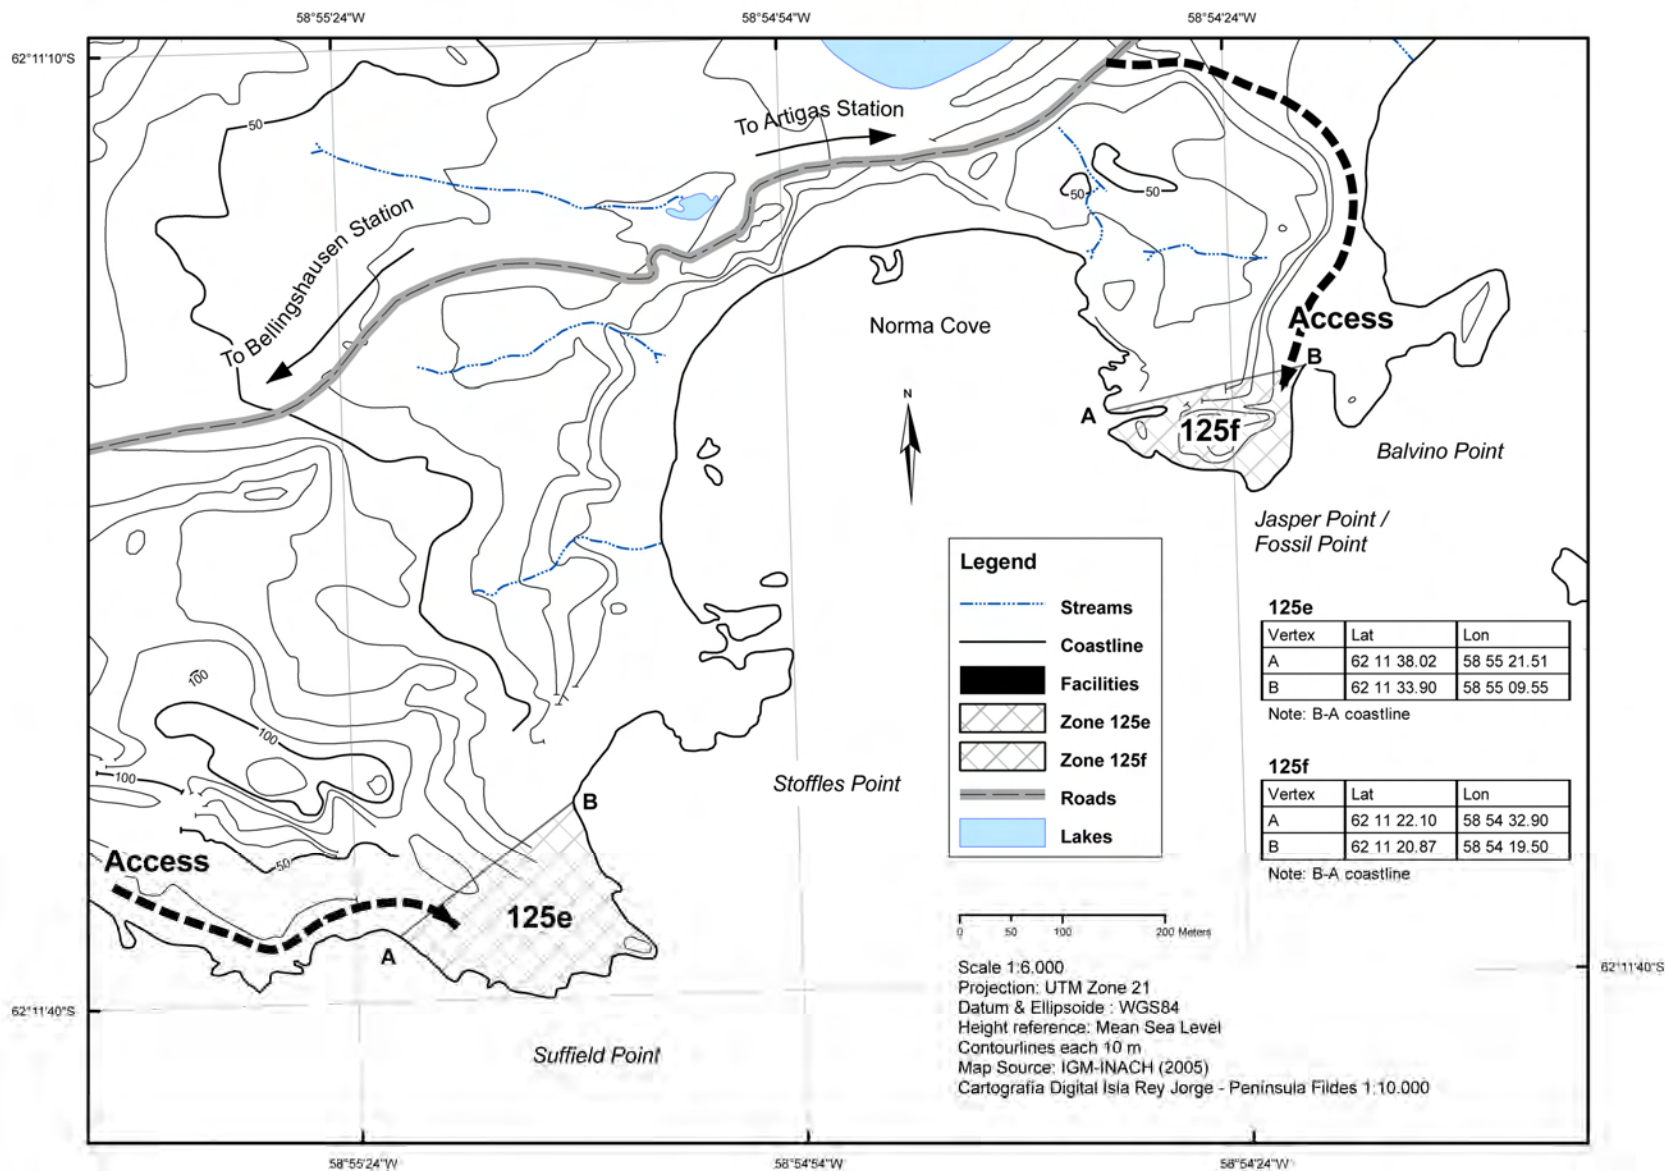 58°55'24"W
58°54'54"W
58°54'24"W
62°11'10"S
50
To Artigas Station
50
50
To Bellingshausen Station
Access
Norma Cove
B
N
A
125f
Balvino Point
Jasper Point /
Fossil Point
Legend
Streams
Coastline
Facilities
Zone 125e
Zone 125f
Roads
Lakes
125e
Vertex Lat Lon
A 62 11 38.02 58 55 21.51
B 62 11 33.90 58 55 09.55
Note: B-A coastline
125f
Vertex Lat Lon
A 62 11 22.10 58 54 32.90
B 62 11 20.87 58 54 19.50
Note: B-A coastline
100
100
100
Stoffles Point
B
Access
50
125e
A
0 50 100 200 Meters
Scale 1:6.000
Projection: UTM Zone 21
Datum & Ellipsoide : WGS84
Height reference: Mean Sea Level
Contourlines each 10 m
Map Source: IGM-INACH (2005)
Cartografía Digital Isla Rey Jorge - Península Fildes 1:10.000
62°11'40"S
62°11'40"S
Suffield Point
58°55'24"W
58°54'54"W
58°54'24"W